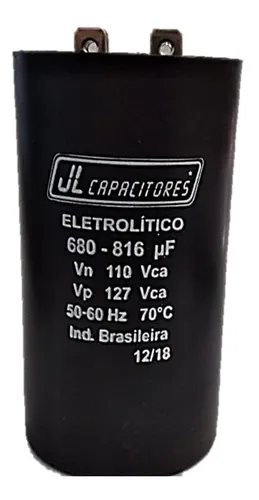 JL CAPACITORES
ELETROLÍTICO
680 - 816 µF
Vn 110 Vca
Vp 127 Vca
50-60 Hz 70°C
Ind. Brasileira
12/18